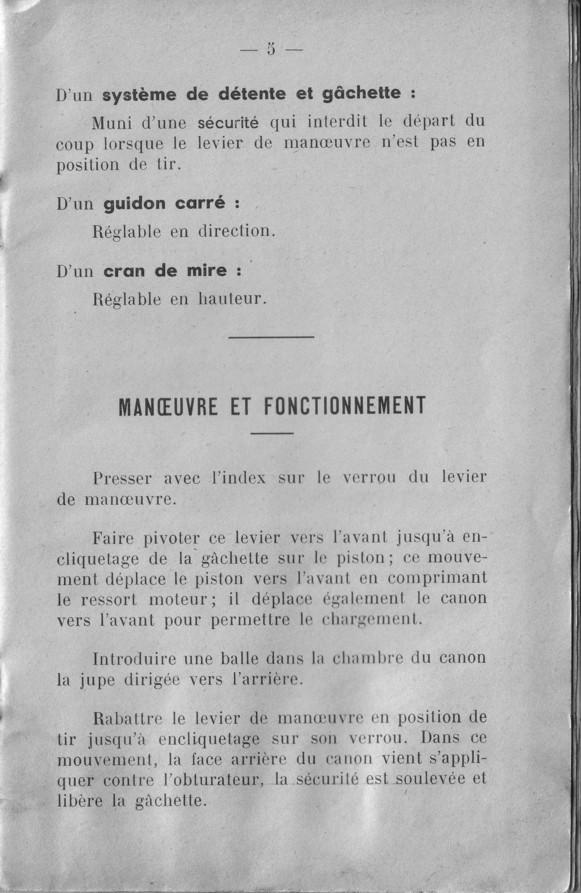 — 5 —
D'un système de détente et gâchette :
Muni d'une sécurité qui interdit le départ du
coup lorsque le levier de manœuvre n'est pas en
position de tir.
D'un guidon carré :
Réglable en direction.
D'un cran de mire :
Réglable en hauteur.
MANŒUVRE ET FONCTIONNEMENT
Presser avec l'index sur le verrou du levier
de manœuvre.
Faire pivoter ce levier vers l'avant jusqu'à en-
cliquetage de la gâchette sur le piston ; ce mouve-
ment déplace le piston vers l'avant en comprimant
le ressort moteur ; il déplace également le canon
vers l'avant pour permettre le chargement.
Introduire une balle dans la chambre du canon
la jupe dirigée vers l'arrière.
Rabattre le levier de manœuvre en position de
tir jusqu'à encliquetage sur son verrou. Dans ce
mouvement, la face arrière du canon vient s'appli-
quer contre l'obturateur, la sécurité est soulevée et
libère la gâchette.